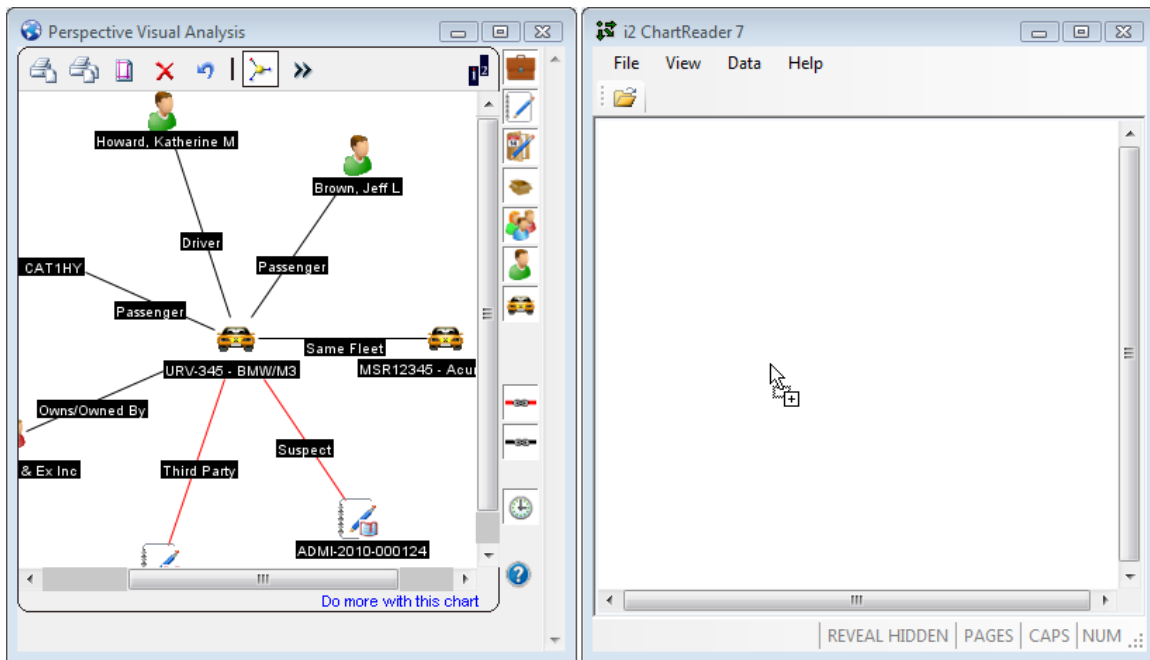 Perspective Visual Analysis
Howard, Katherine M
Brown, Jeff L
Driver
Passenger
CAT1HY
Passenger
Same Fleet
URV-345 - BMW/M3
MSR12345 - Acu
Owns/Owned By
Suspect
& Ex Inc
Third Party
ADMI-2010-000124
Do more with this chart
i2 ChartReader 7
File View Data Help
REVEAL HIDDEN PAGES CAPS NUM